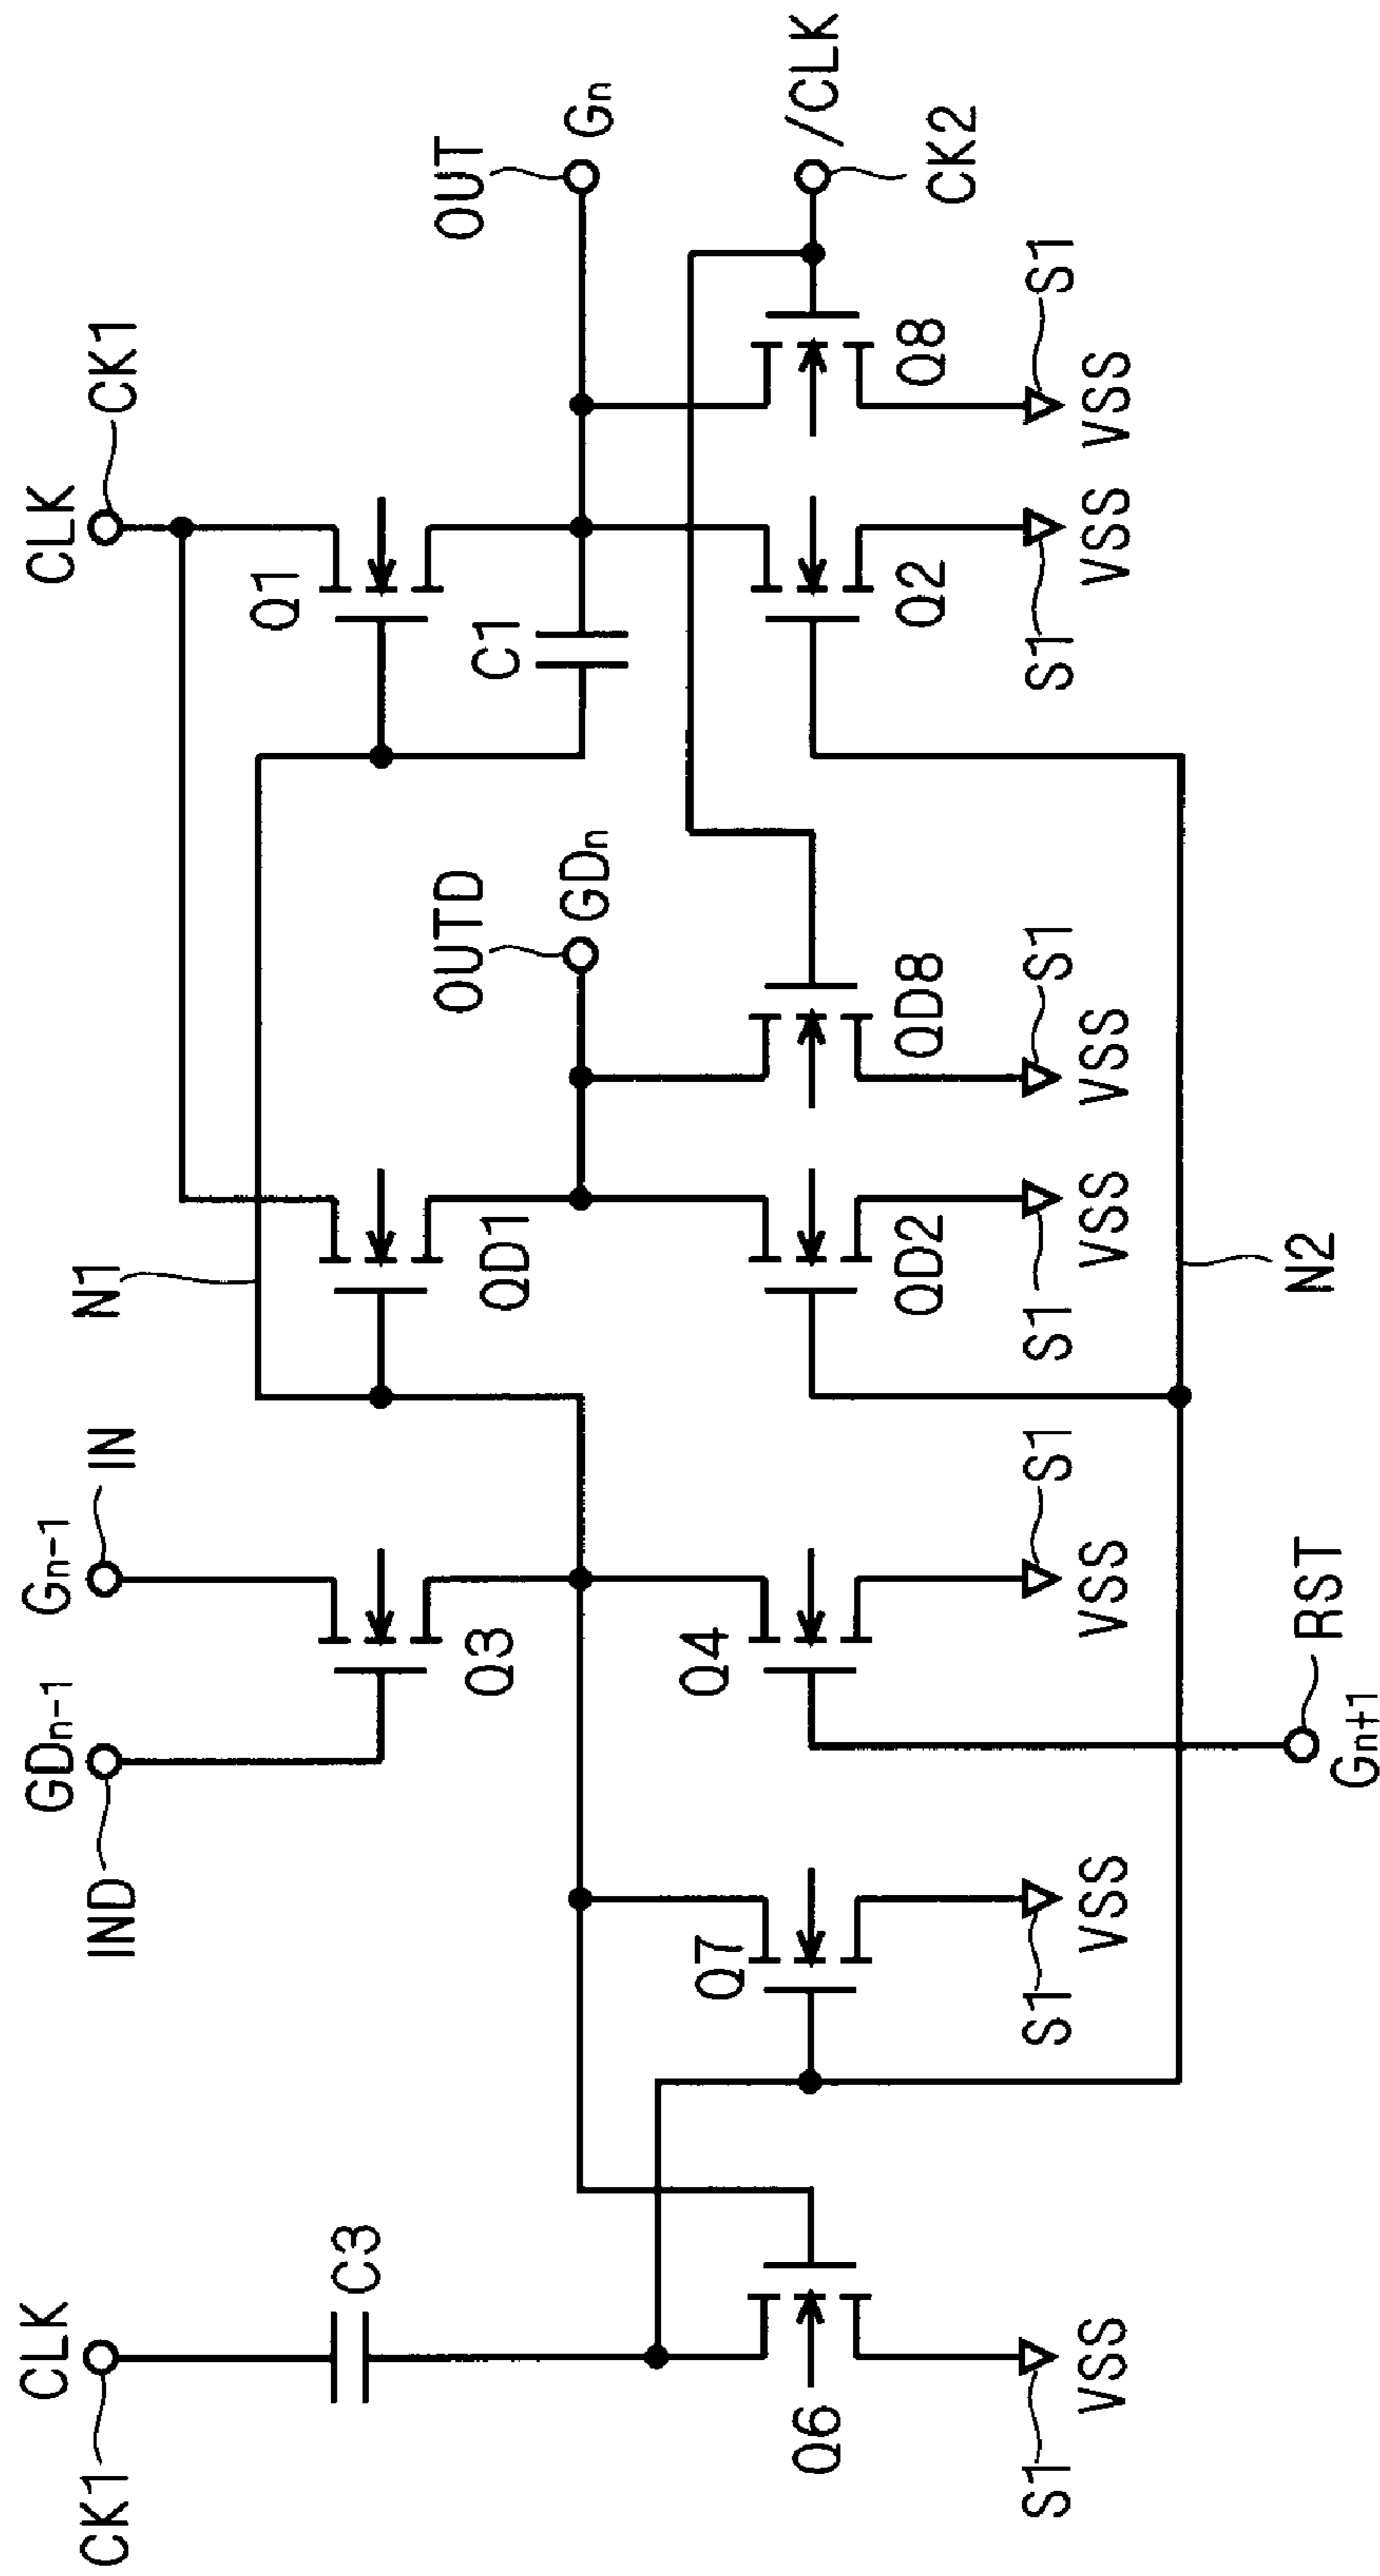 CLK
GDn-1
Gn-1
CLK
CK1
IND
IN
N1
CK1
Q1
C3
Q3
QD1
OUTD
C1
OUT
GDn
Gn
Q7
Q4
Q6
/CLK
QD2
QD8
Q2
Q8
CK2
S1
S1
S1
S1
S1
S1
S1
VSS
VSS
VSS
VSS
VSS
VSS
VSS
RST
N2
Gn+1